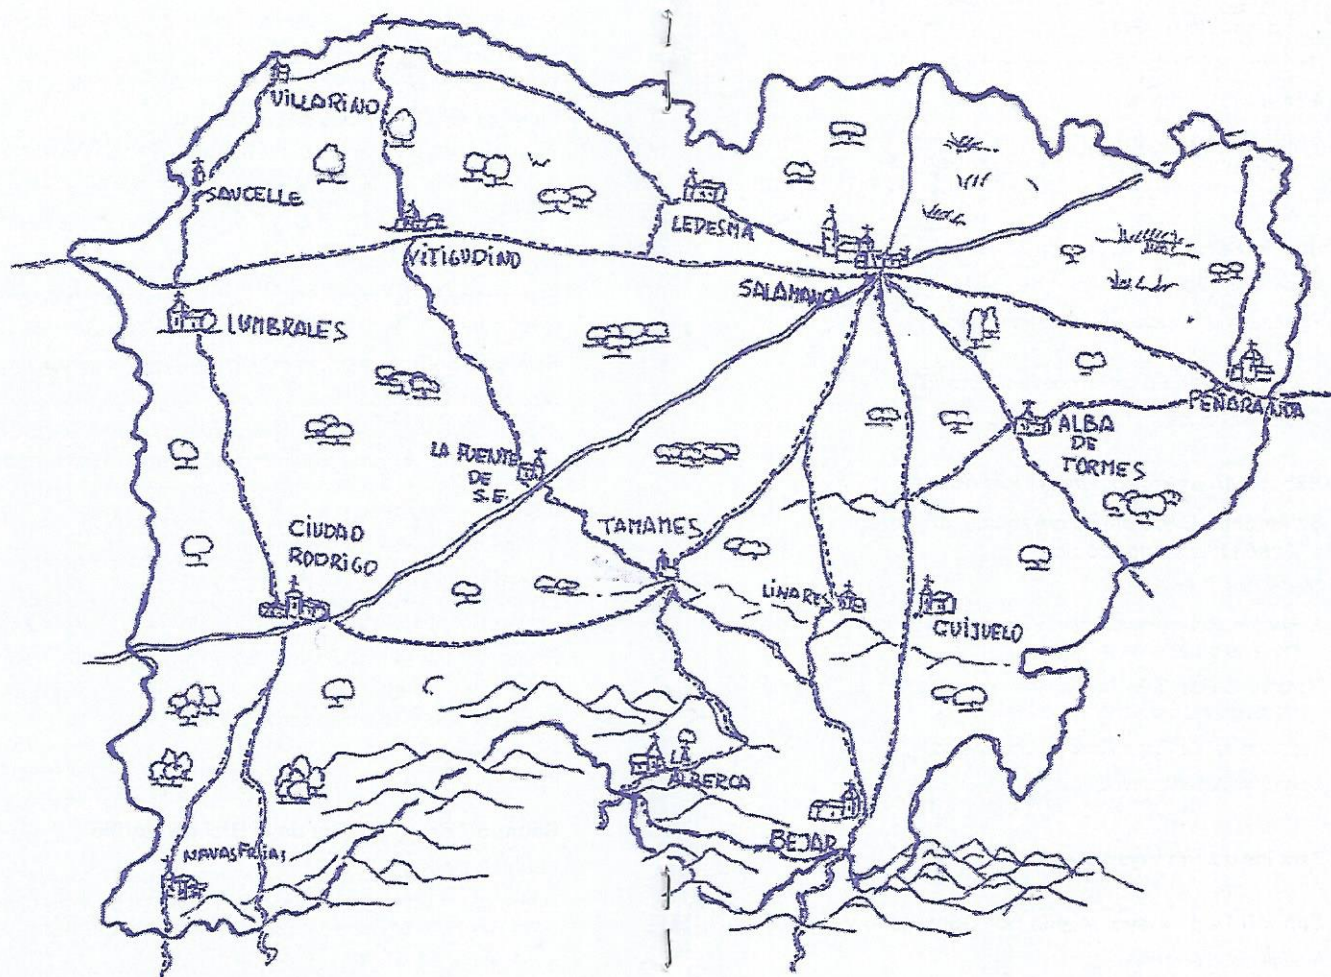 VILLARINO
SAUCELLE
LEDESMA
VITIGUDINO
SALAMANCA
LUMBRALES
PEÑARANDA
ALBA
DE
TORMES
LA FUENTE
DE
S.E.
TAMAMES
CIUDAD
RODRIGO
LINARES
GUIJUELO
LA
ALBERCA
BEJAR
NAVASFRIAS